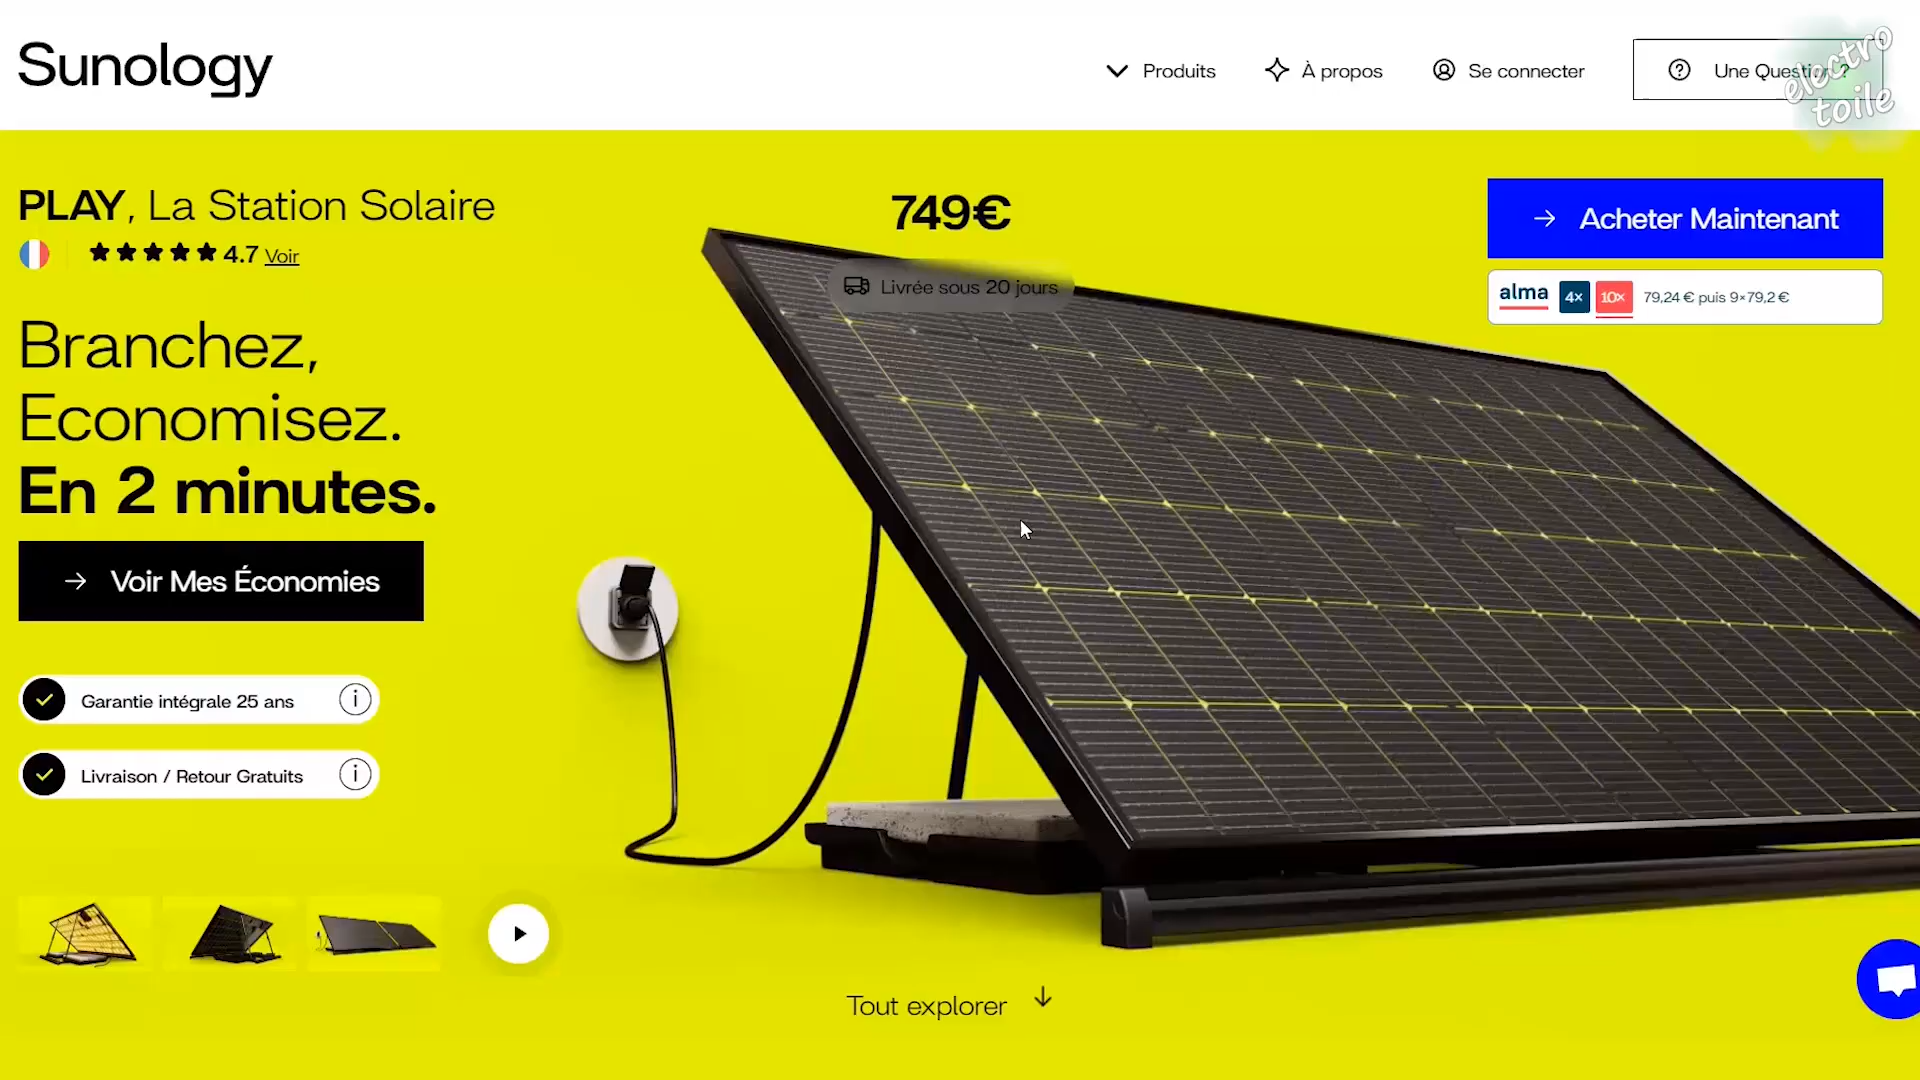 Sunology
Produits
À propos
Se connecter
Une Question ?
electro
toile
PLAY, La Station Solaire
4.7 Voir
749€
Livrée sous 20 jours
Acheter Maintenant
alma 4× 10× 79,24 € puis 9×79,2 €
Branchez,
Economisez.
En 2 minutes.
Voir Mes Économies
Garantie intégrale 25 ans
Livraison / Retour Gratuits
Tout explorer